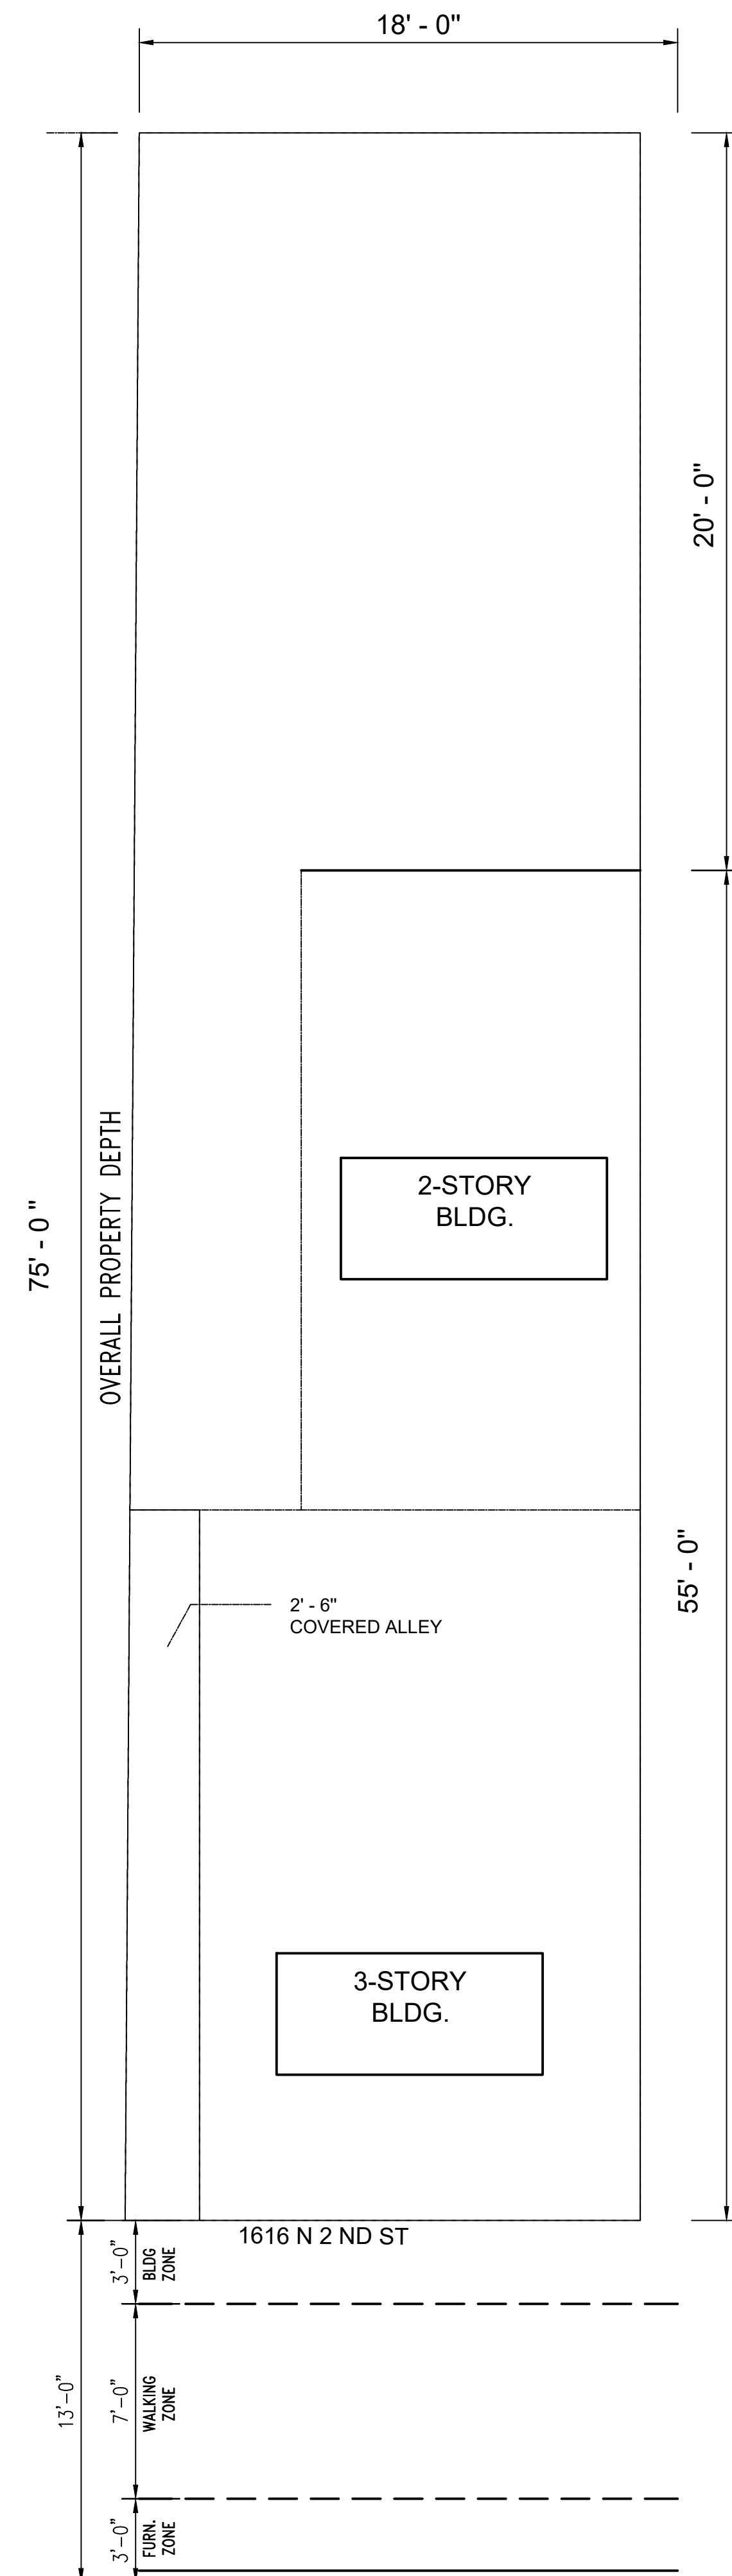 18' - 0"
20' - 0"
75' - 0 "
OVERALL PROPERTY DEPTH
2-STORY
BLDG.
55' - 0"
2' - 6"
COVERED ALLEY
3-STORY
BLDG.
1616 N 2 ND ST
3'-0"
BLDG
ZONE
13'-0"
7'-0"
WALKING
ZONE
3'-0"
FURN.
ZONE